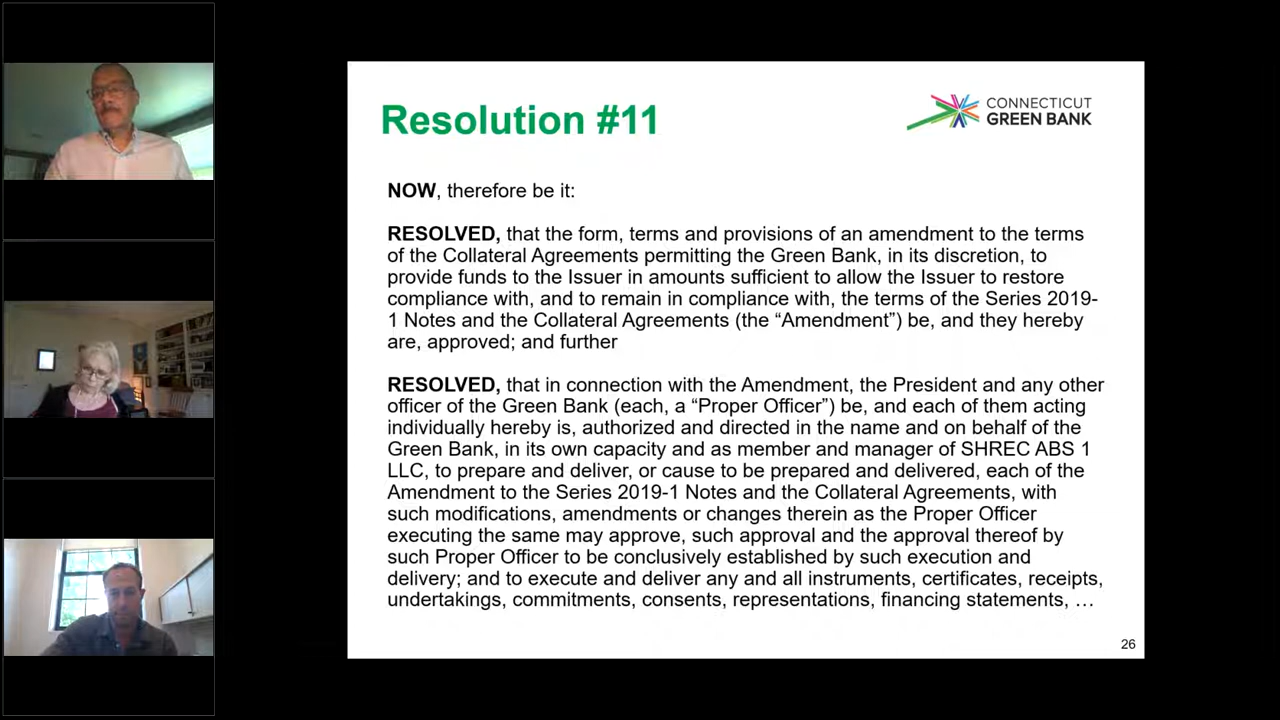 Resolution #11
CONNECTICUT
GREEN BANK
NOW, therefore be it:
RESOLVED, that the form, terms and provisions of an amendment to the terms
of the Collateral Agreements permitting the Green Bank, in its discretion, to
provide funds to the Issuer in amounts sufficient to allow the Issuer to restore
compliance with, and to remain in compliance with, the terms of the Series 2019-
1 Notes and the Collateral Agreements (the “Amendment”) be, and they hereby
are, approved; and further
RESOLVED, that in connection with the Amendment, the President and any other
officer of the Green Bank (each, a “Proper Officer”) be, and each of them acting
individually hereby is, authorized and directed in the name and on behalf of the
Green Bank, in its own capacity and as member and manager of SHREC ABS 1
LLC, to prepare and deliver, or cause to be prepared and delivered, each of the
Amendment to the Series 2019-1 Notes and the Collateral Agreements, with
such modifications, amendments or changes therein as the Proper Officer
executing the same may approve, such approval and the approval thereof by
such Proper Officer to be conclusively established by such execution and
delivery; and to execute and deliver any and all instruments, certificates, receipts,
undertakings, commitments, consents, representations, financing statements, …
26